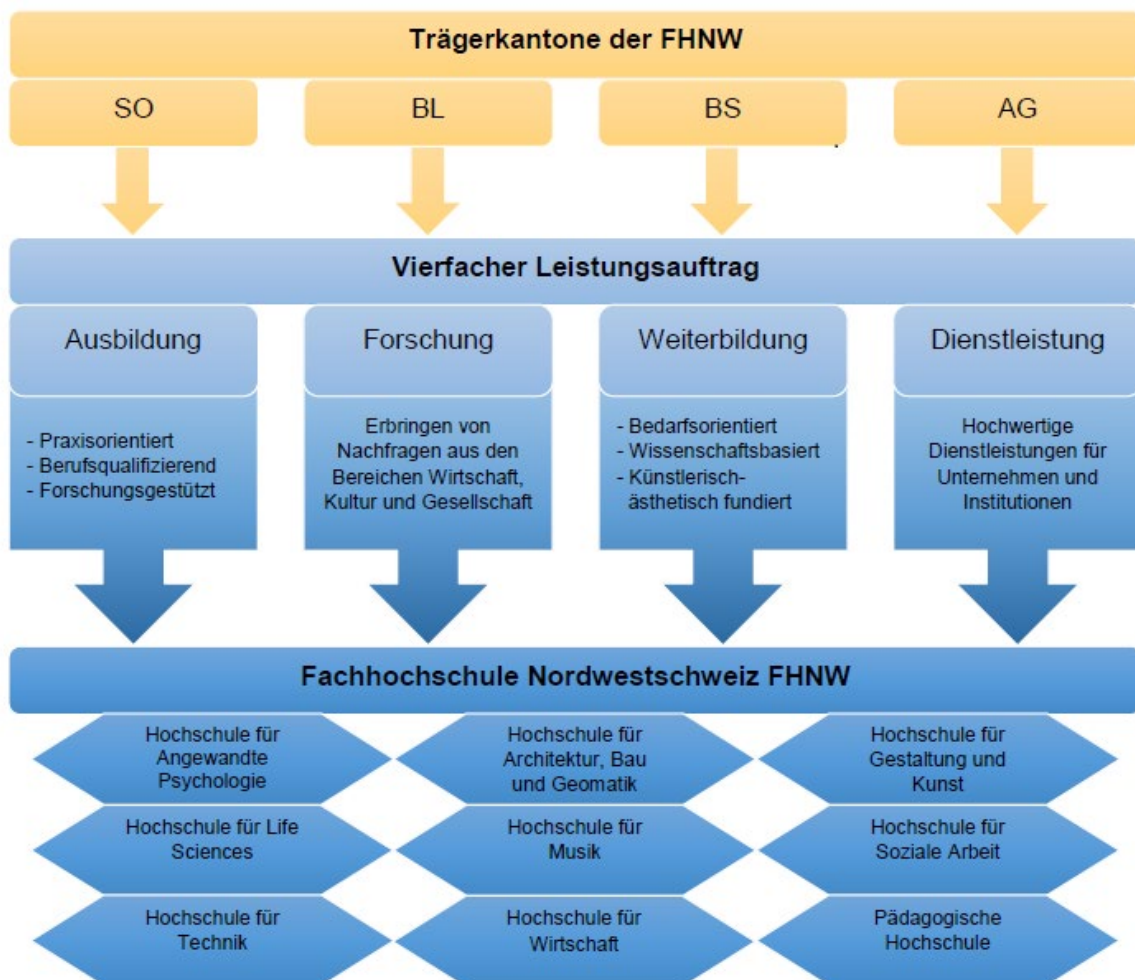 Trägerkantone der FHNW
SO
BL
BS
AG
Vierfacher Leistungsauftrag
Ausbildung
- Praxisorientiert
- Berufsqualifizierend
- Forschungsgestützt
Forschung
Erbringen von
Nachfragen aus den
Bereichen Wirtschaft,
Kultur und Gesellschaft
Weiterbildung
- Bedarfsorientiert
- Wissenschaftsbasiert
- Künstlerisch-
ästhetisch fundiert
Dienstleistung
Hochwertige
Dienstleistungen für
Unternehmen und
Institutionen
Fachhochschule Nordwestschweiz FHNW
Hochschule für
Angewandte
Psychologie
Hochschule für
Architektur, Bau
und Geomatik
Hochschule für
Gestaltung und
Kunst
Hochschule für Life
Sciences
Hochschule für
Musik
Hochschule für
Soziale Arbeit
Hochschule für
Technik
Hochschule für
Wirtschaft
Pädagogische
Hochschule